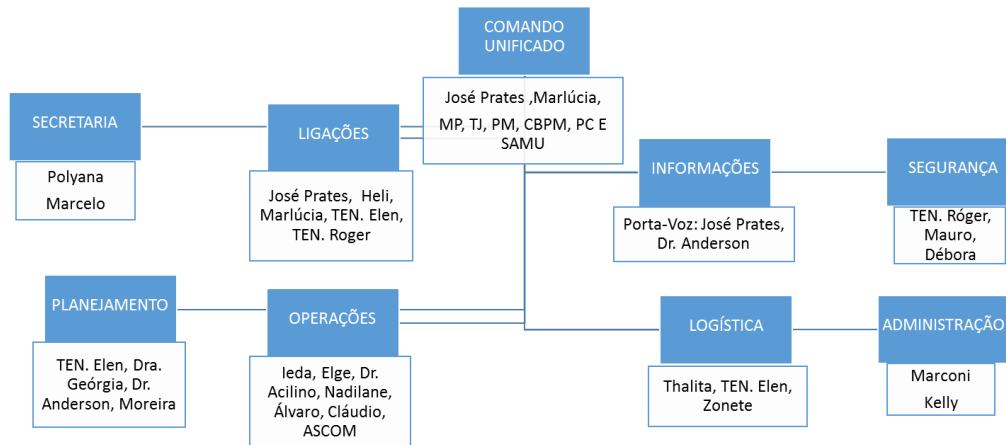 COMANDO
UNIFICADO
José Prates ,Marlúcia,
MP, TJ, PM, CBPM, PC E
SAMU
SECRETARIA
Polyana
Marcelo
LIGAÇÕES
José Prates,  Heli,
Marlúcia, TEN. Elen,
TEN. Roger
INFORMAÇÕES
Porta-Voz: José Prates,
Dr. Anderson
SEGURANÇA
TEN. Róger,
Mauro,
Débora
PLANEJAMENTO
TEN. Elen, Dra.
Geórgia, Dr.
Anderson, Moreira
OPERAÇÕES
Ieda, Elge, Dr.
Acilino, Nadilane,
Álvaro, Cláudio,
ASCOM
LOGÍSTICA
Thalita, TEN. Elen,
Zonete
ADMINISTRAÇÃO
Marconi
Kelly